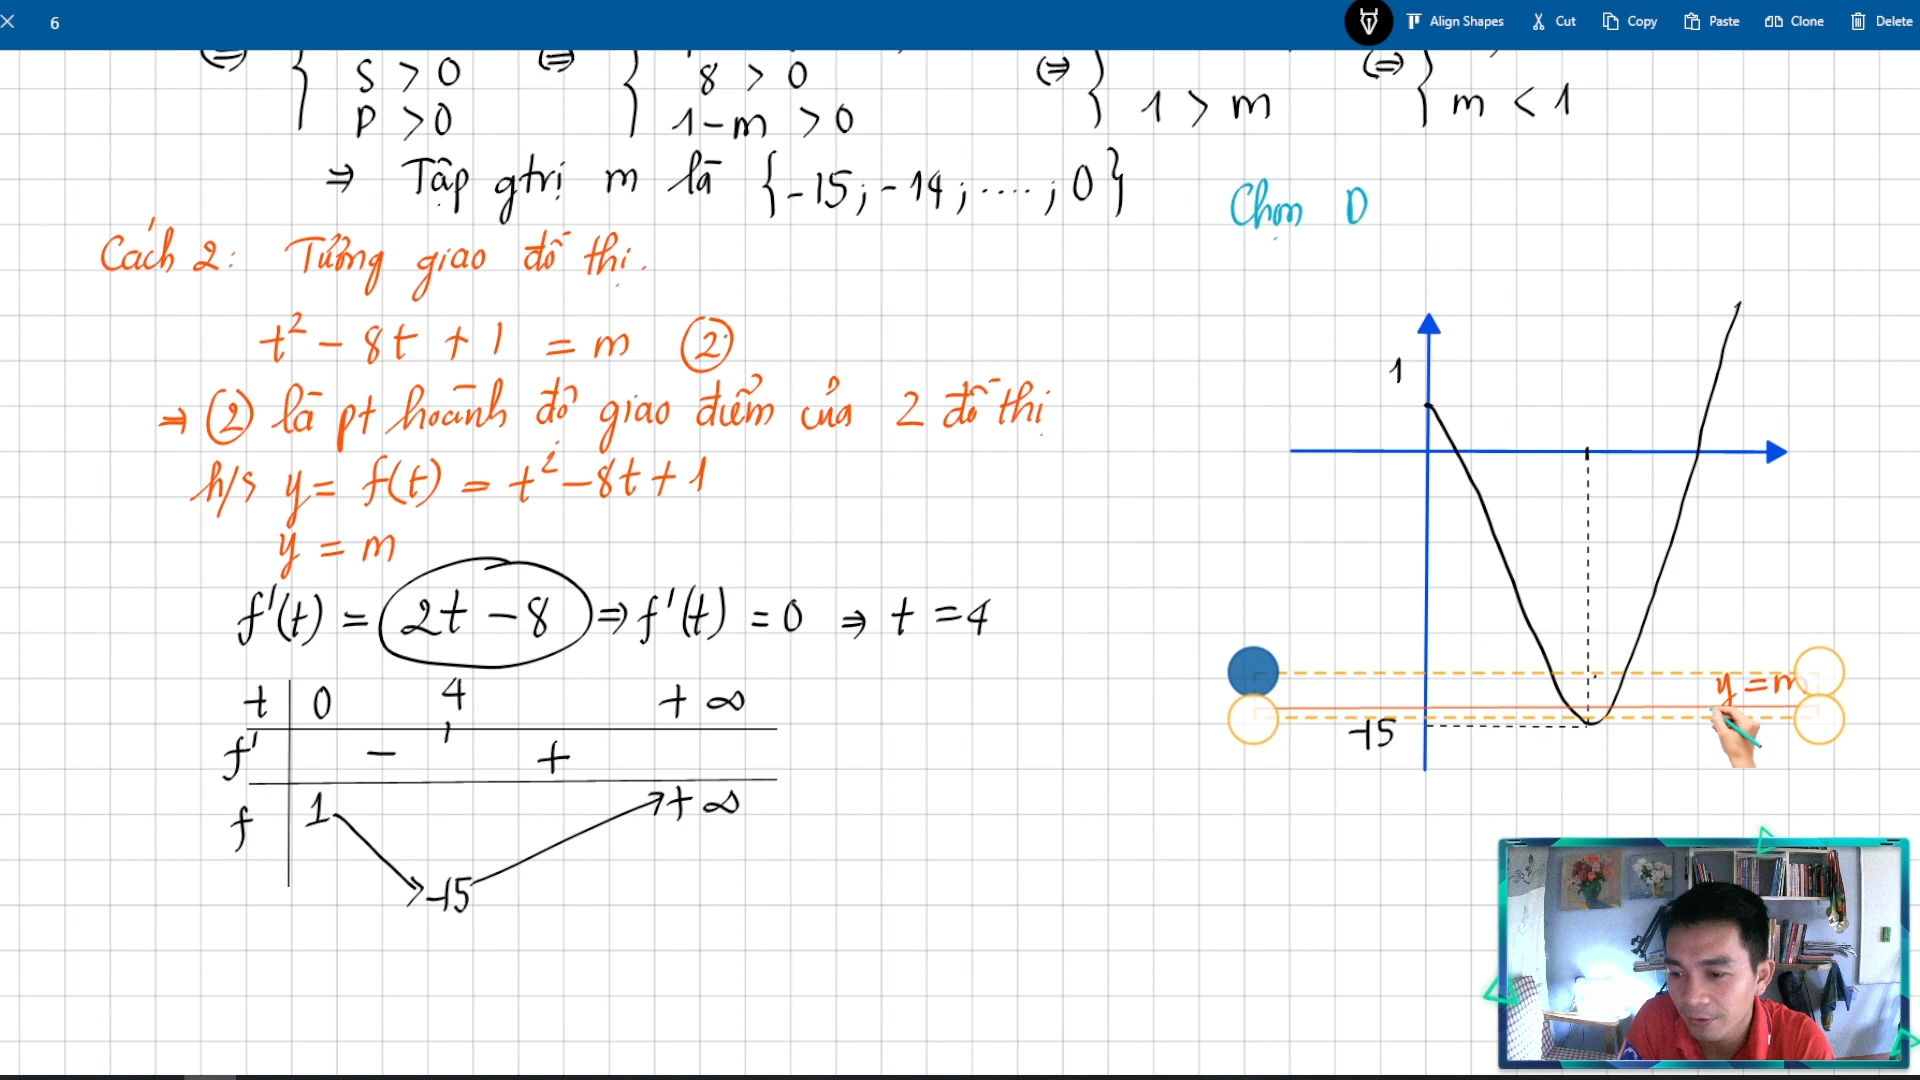 6 Align Shapes Cut Copy Paste Clone Delete
⇔ { S > 0 ⇔ { 8 > 0 ⇔ { ⇔ {
P > 0 1 - m > 0 1 > m m < 1
⇒ Tập gtrị m là {-15; -14; ....; 0}
Chọn D
Cách 2: Tương giao đồ thị.
t² - 8t + 1 = m (2)
⇒ (2) là pt hoành độ giao điểm của 2 đồ thị
h/s y = f(t) = t² - 8t + 1
y = m
f'(t) = 2t - 8 ⇒ f'(t) = 0 ⇒ t = 4
t 0 4 +∞
f' - +
f 1 +∞
-15
1
y = m
-15